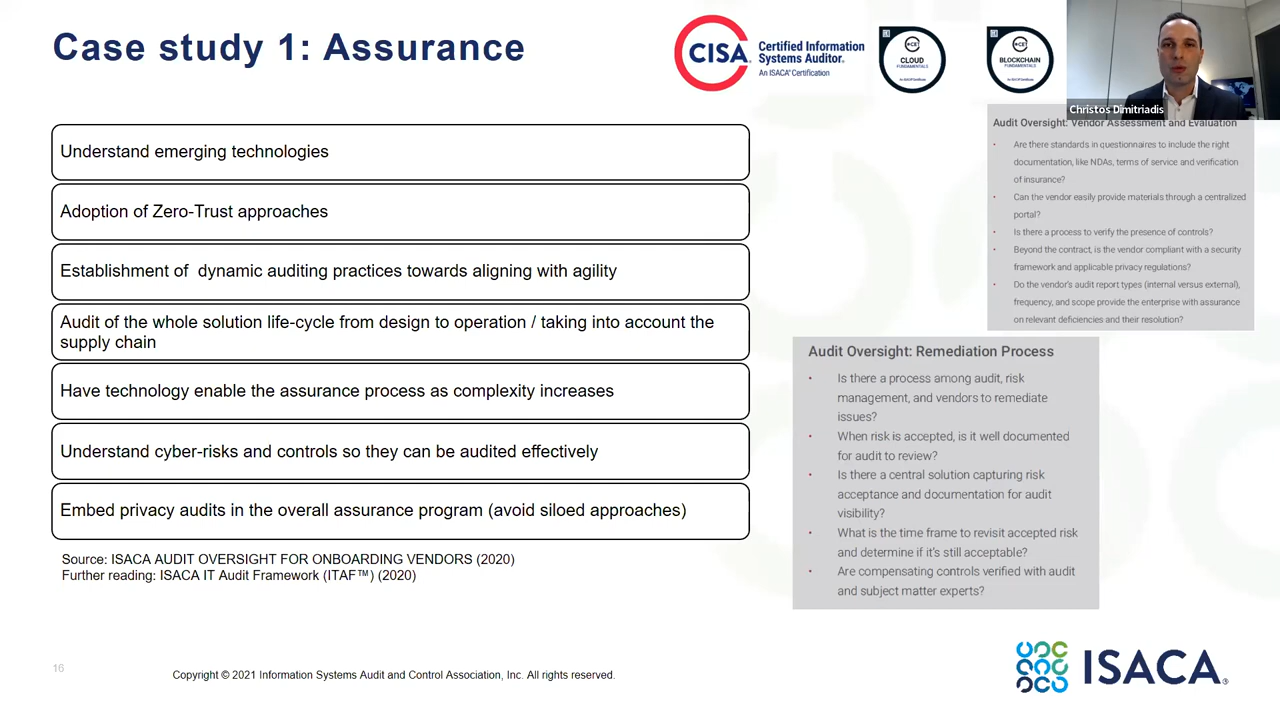 Case study 1: Assurance
CISA®
Certified Information
Systems Auditor®
An ISACA® Certification
CET
CLOUD
FUNDAMENTALS
CET
BLOCKCHAIN
FUNDAMENTALS
Christos Dimitriadis
Understand emerging technologies
Adoption of Zero-Trust approaches
Establishment of dynamic auditing practices towards aligning with agility
Audit of the whole solution life-cycle from design to operation / taking into account the
supply chain
Have technology enable the assurance process as complexity increases
Understand cyber-risks and controls so they can be audited effectively
Embed privacy audits in the overall assurance program (avoid siloed approaches)
Source: ISACA AUDIT OVERSIGHT FOR ONBOARDING VENDORS (2020)
Further reading: ISACA IT Audit Framework (ITAF™) (2020)
Audit Oversight: Vendor Assessment and Evaluation
• Are there standards in questionnaires to include the right
documentation, like NDAs, terms of service and verification
of insurance?
• Can the vendor easily provide materials through a centralized
portal?
• Is there a process to verify the presence of controls?
• Beyond the contract, is the vendor compliant with a security
framework and applicable privacy regulations?
• Do the vendor's audit report types (internal versus external),
frequency, and scope provide the enterprise with assurance
on relevant deficiencies and their resolution?
Audit Oversight: Remediation Process
• Is there a process among audit, risk
management, and vendors to remediate
issues?
• When risk is accepted, is it well documented
for audit to review?
• Is there a central solution capturing risk
acceptance and documentation for audit
visibility?
• What is the time frame to revisit accepted risk
and determine if it's still acceptable?
• Are compensating controls verified with audit
and subject matter experts?
16
Copyright © 2021 Information Systems Audit and Control Association, Inc. All rights reserved.
ISACA®